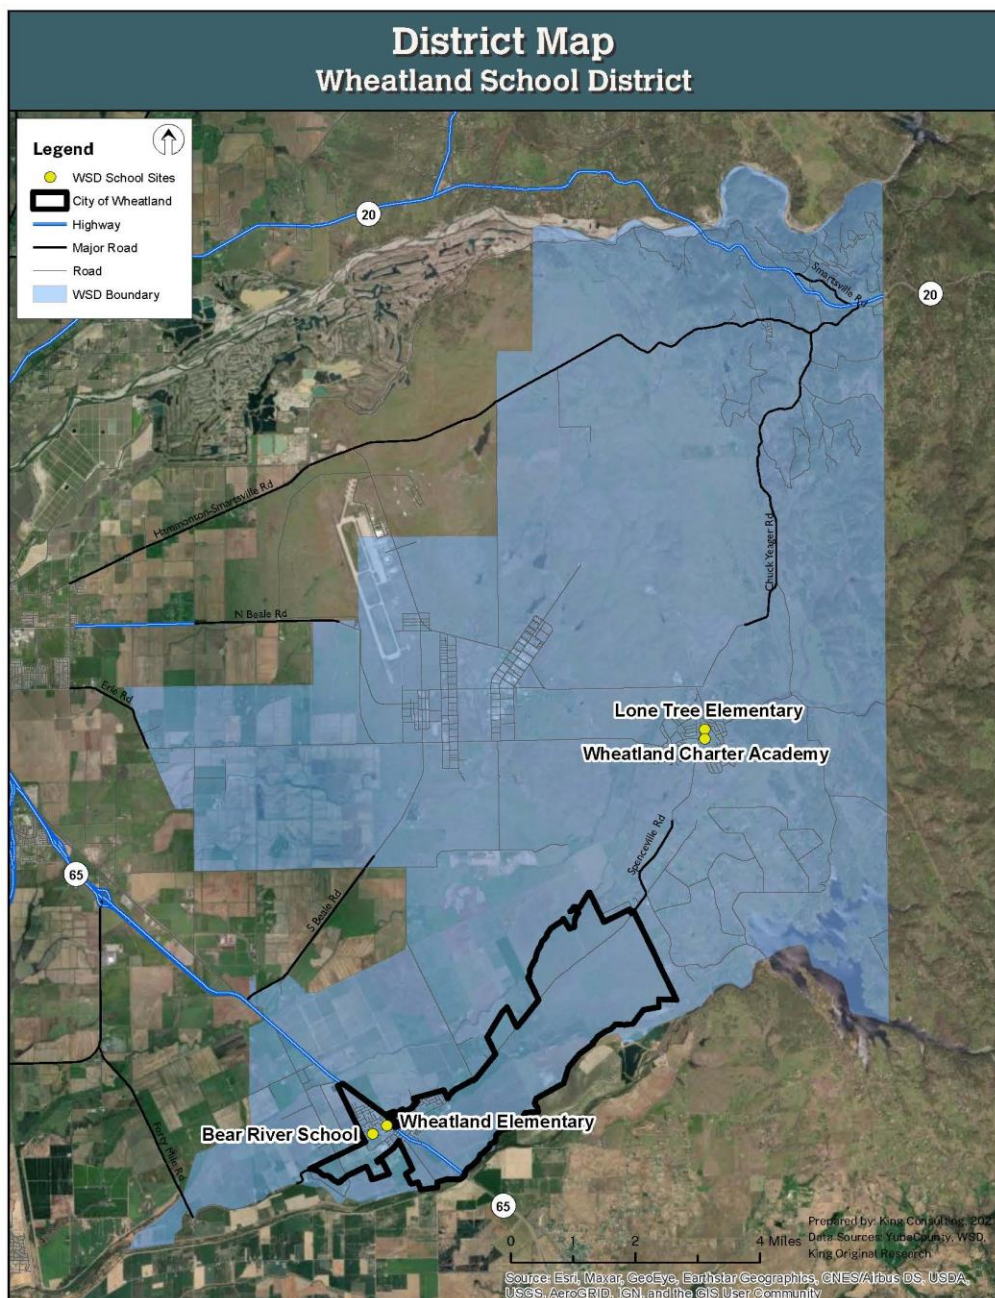 District Map
Wheatland School District
Legend
WSD School Sites
City of Wheatland
Highway
Major Road
Road
WSD Boundary
20
Smartsville Rd
20
Hammonton-Smartsville Rd
Chuck Yeager Rd
N Beale Rd
Erle Rd
Lone Tree Elementary
Wheatland Charter Academy
Spenceville Rd
65
S Beale Rd
Wheatland Elementary
Bear River School
Forty Mile Rd
65
0 1 2 4 Miles
Prepared by: King Consulting,
Data Sources: YubaCounty, WSD,
King Original Research
Source: Esri, Maxar, GeoEye, Earthstar Geographics, CNES/Airbus DS, USDA,
USGS, AeroGRID, IGN, and the GIS User Community